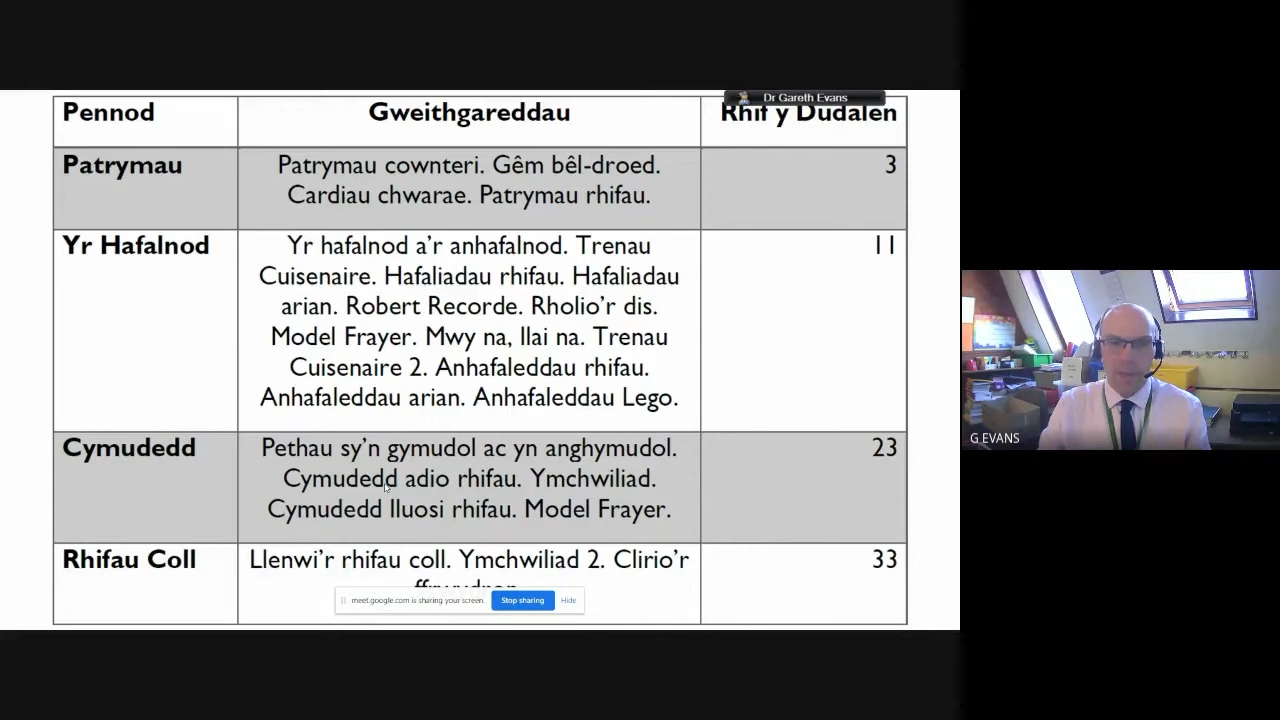 Dr Gareth Evans
Pennod
Gweithgareddau
Rhif y Dudalen
Patrymau
Patrymau cownteri. Gêm bêl-droed.
Cardiau chwarae. Patrymau rhifau.
3
Yr Hafalnod
Yr hafalnod a’r anhafalnod. Trenau
Cuisenaire. Hafaliadau rhifau. Hafaliadau
arian. Robert Recorde. Rholio’r dis.
Model Frayer. Mwy na, llai na. Trenau
Cuisenaire 2. Anhafaleddau rhifau.
Anhafaleddau arian. Anhafaleddau Lego.
11
Cymudedd
Pethau sy’n gymudol ac yn anghymudol.
Cymudedd adio rhifau. Ymchwiliad.
Cymudedd lluosi rhifau. Model Frayer.
23
Rhifau Coll
Llenwi’r rhifau coll. Ymchwiliad 2. Clirio’r
33
meet.google.com is sharing your screen.
Stop sharing
Hide
G EVANS